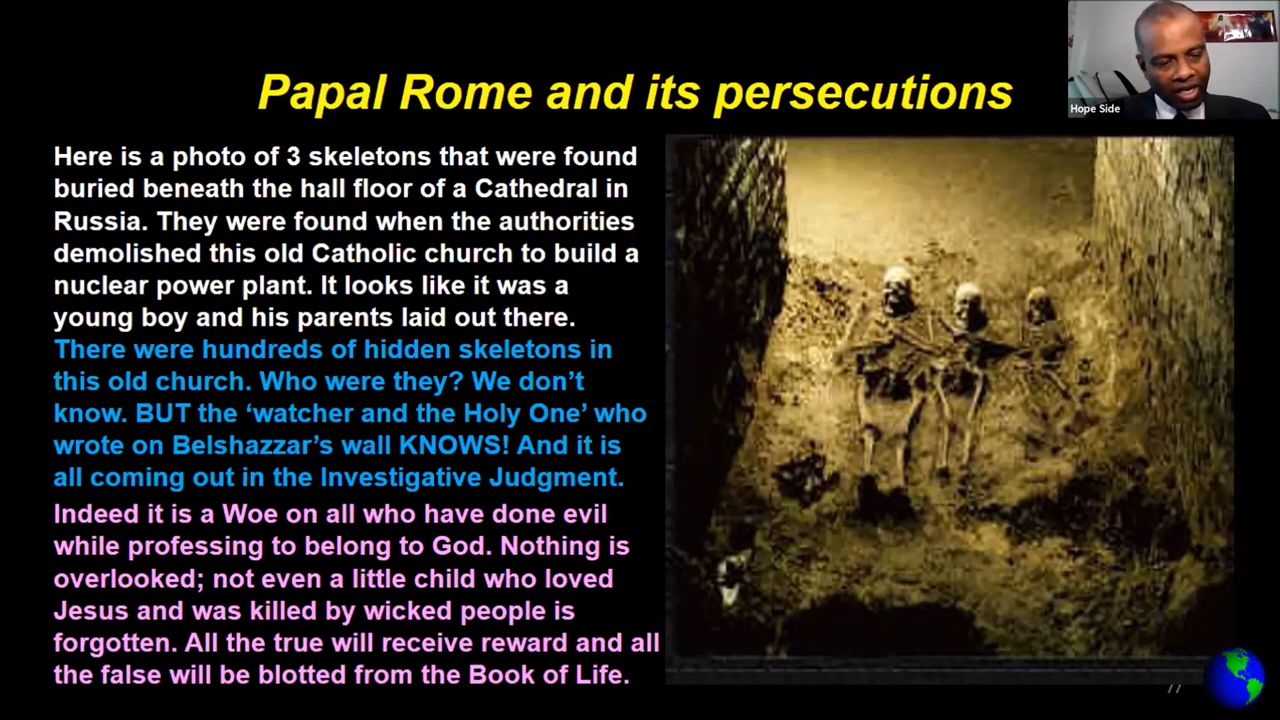 Papal Rome and its persecutions
Hope Side
Here is a photo of 3 skeletons that were found
buried beneath the hall floor of a Cathedral in
Russia. They were found when the authorities
demolished this old Catholic church to build a
nuclear power plant. It looks like it was a
young boy and his parents laid out there.
There were hundreds of hidden skeletons in
this old church. Who were they? We don’t
know. BUT the ‘watcher and the Holy One’ who
wrote on Belshazzar’s wall KNOWS! And it is
all coming out in the Investigative Judgment.
Indeed it is a Woe on all who have done evil
while professing to belong to God. Nothing is
overlooked; not even a little child who loved
Jesus and was killed by wicked people is
forgotten. All the true will receive reward and all
the false will be blotted from the Book of Life.